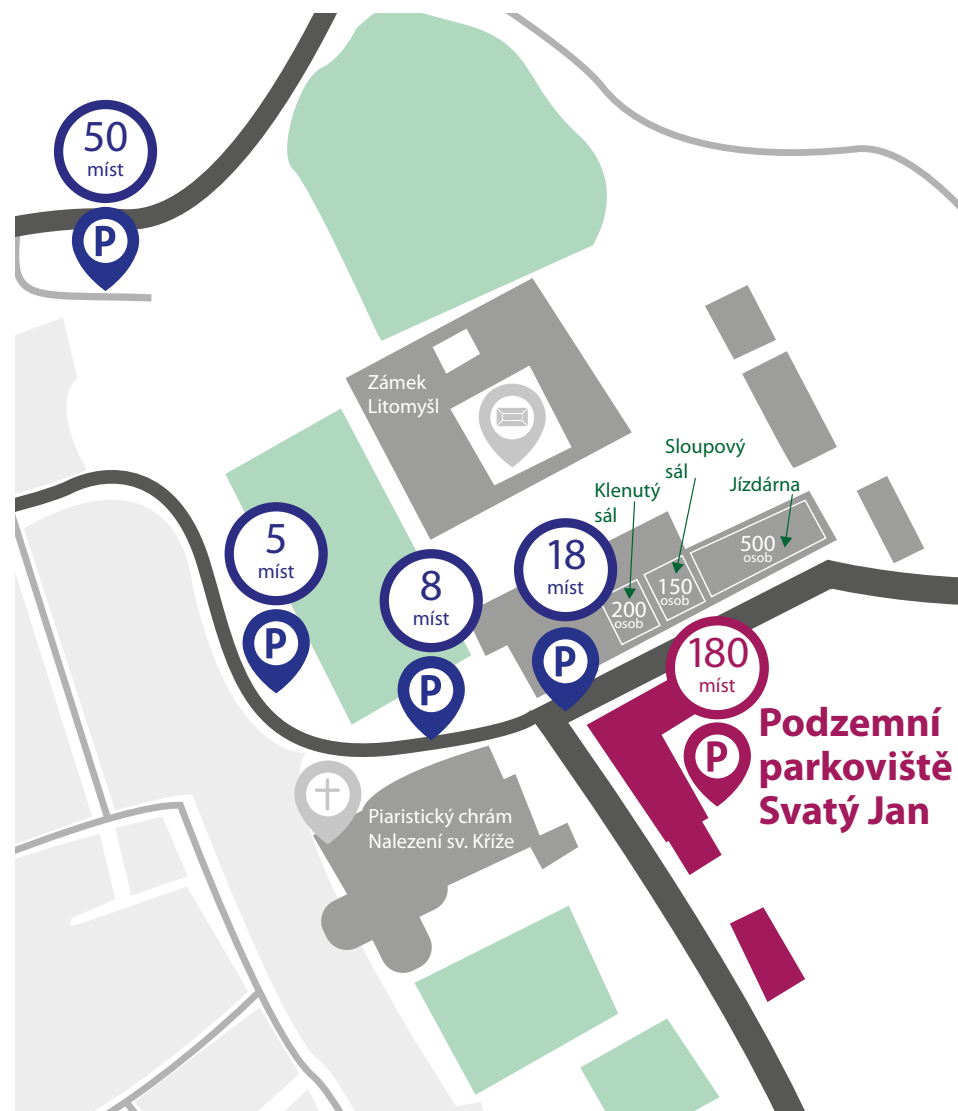 50
míst
P
Zámek
Litomyšl
Sloupový
sál
Klenutý
sál
Jízdárna
5
míst
P
8
míst
P
18
míst
P
200
osob
150
osob
500
osob
180
míst
P
Podzemní
parkoviště
Svatý Jan
Piaristický chrám
Nalezení sv. Kříže